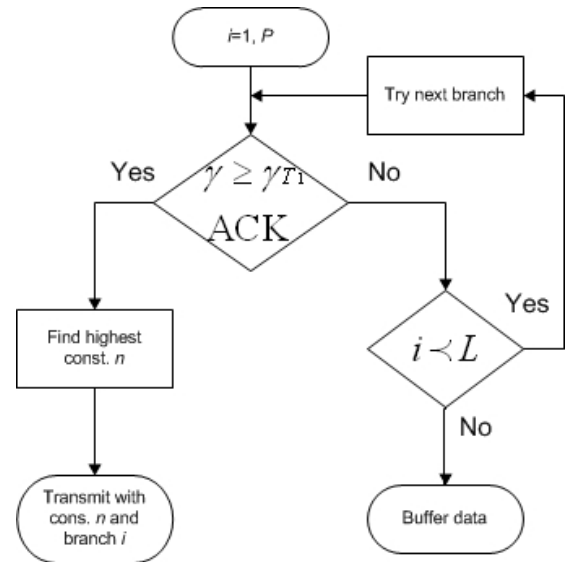 i=1, P
Try next branch
Yes
γ ≥ γT1
No
ACK
Find highest
const. n
Yes
i ≺ L
No
Transmit with
cons. n and
branch i
Buffer data